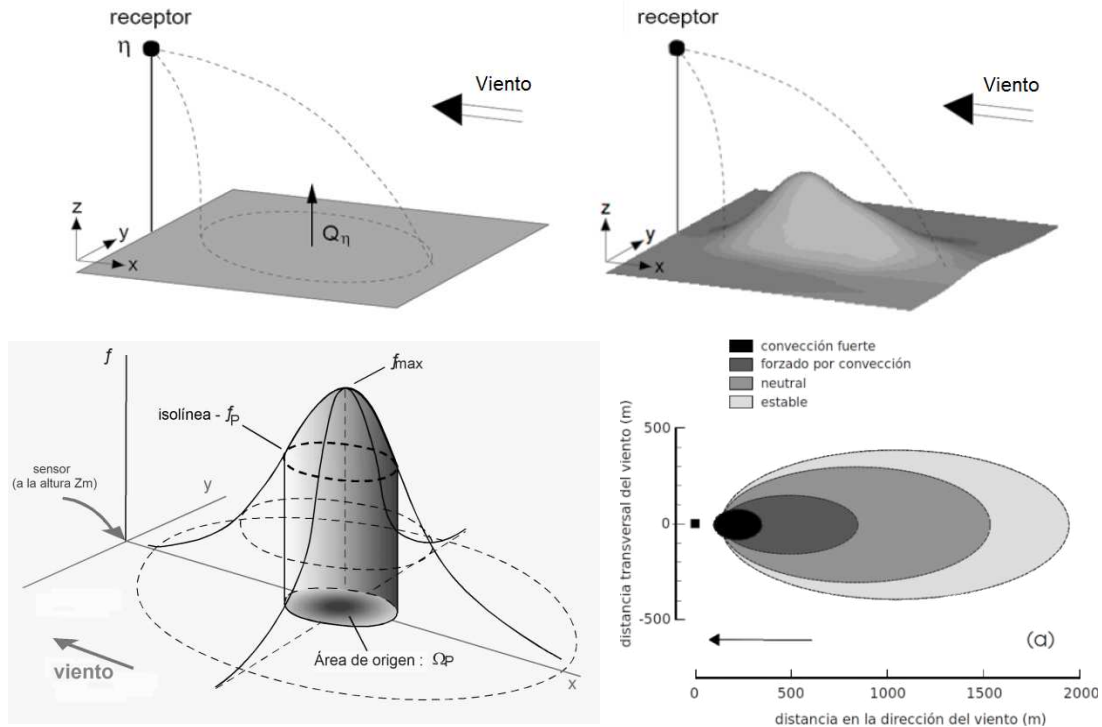 receptor
η
Viento
z
y
x
Qη
receptor
Viento
z
y
x
f
fmax
isolínea - fP
sensor
(a la altura Zm)
y
viento
Área de origen : ΩP
x
convección fuerte
forzado por convección
neutral
estable
distancia transversal del viento (m)
500
0
-500
(a)
0 500 1000 1500 2000
distancia en la dirección del viento (m)